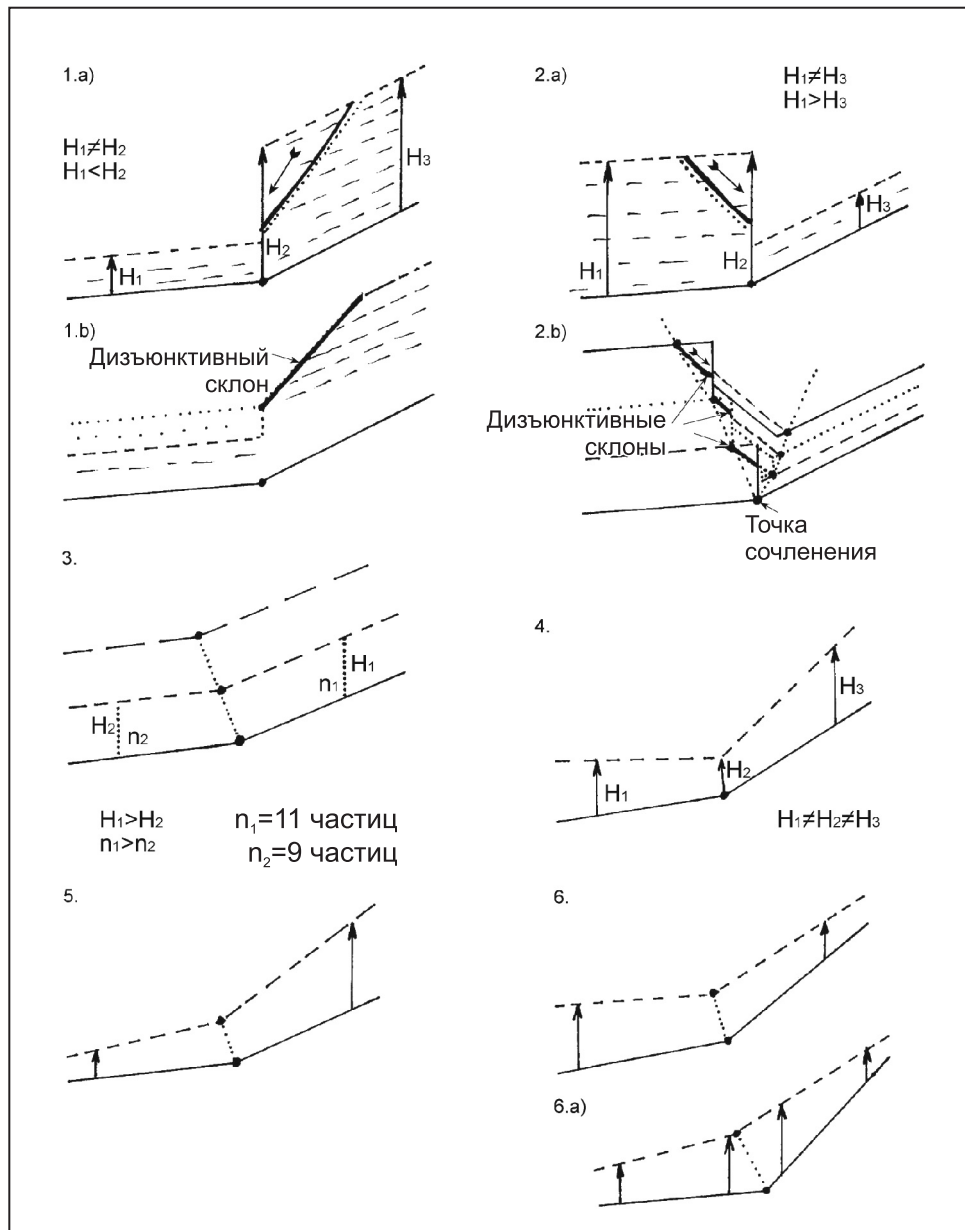 1.a)
H₁≠H₂
H₁<H₂
H₃
H₂
H₁
2.a)
H₁≠H₃
H₁>H₃
H₁
H₂
H₃
1.b)
Дизъюнктивный
склон
2.b)
Дизъюнктивные
склоны
Точка
сочленения
3.
H₁
n₁
H₂
n₂
H₁>H₂
n₁>n₂
n₁=11 частиц
n₂=9 частиц
4.
H₃
H₂
H₁
H₁≠H₂≠H₃
5.
6.
6.a)